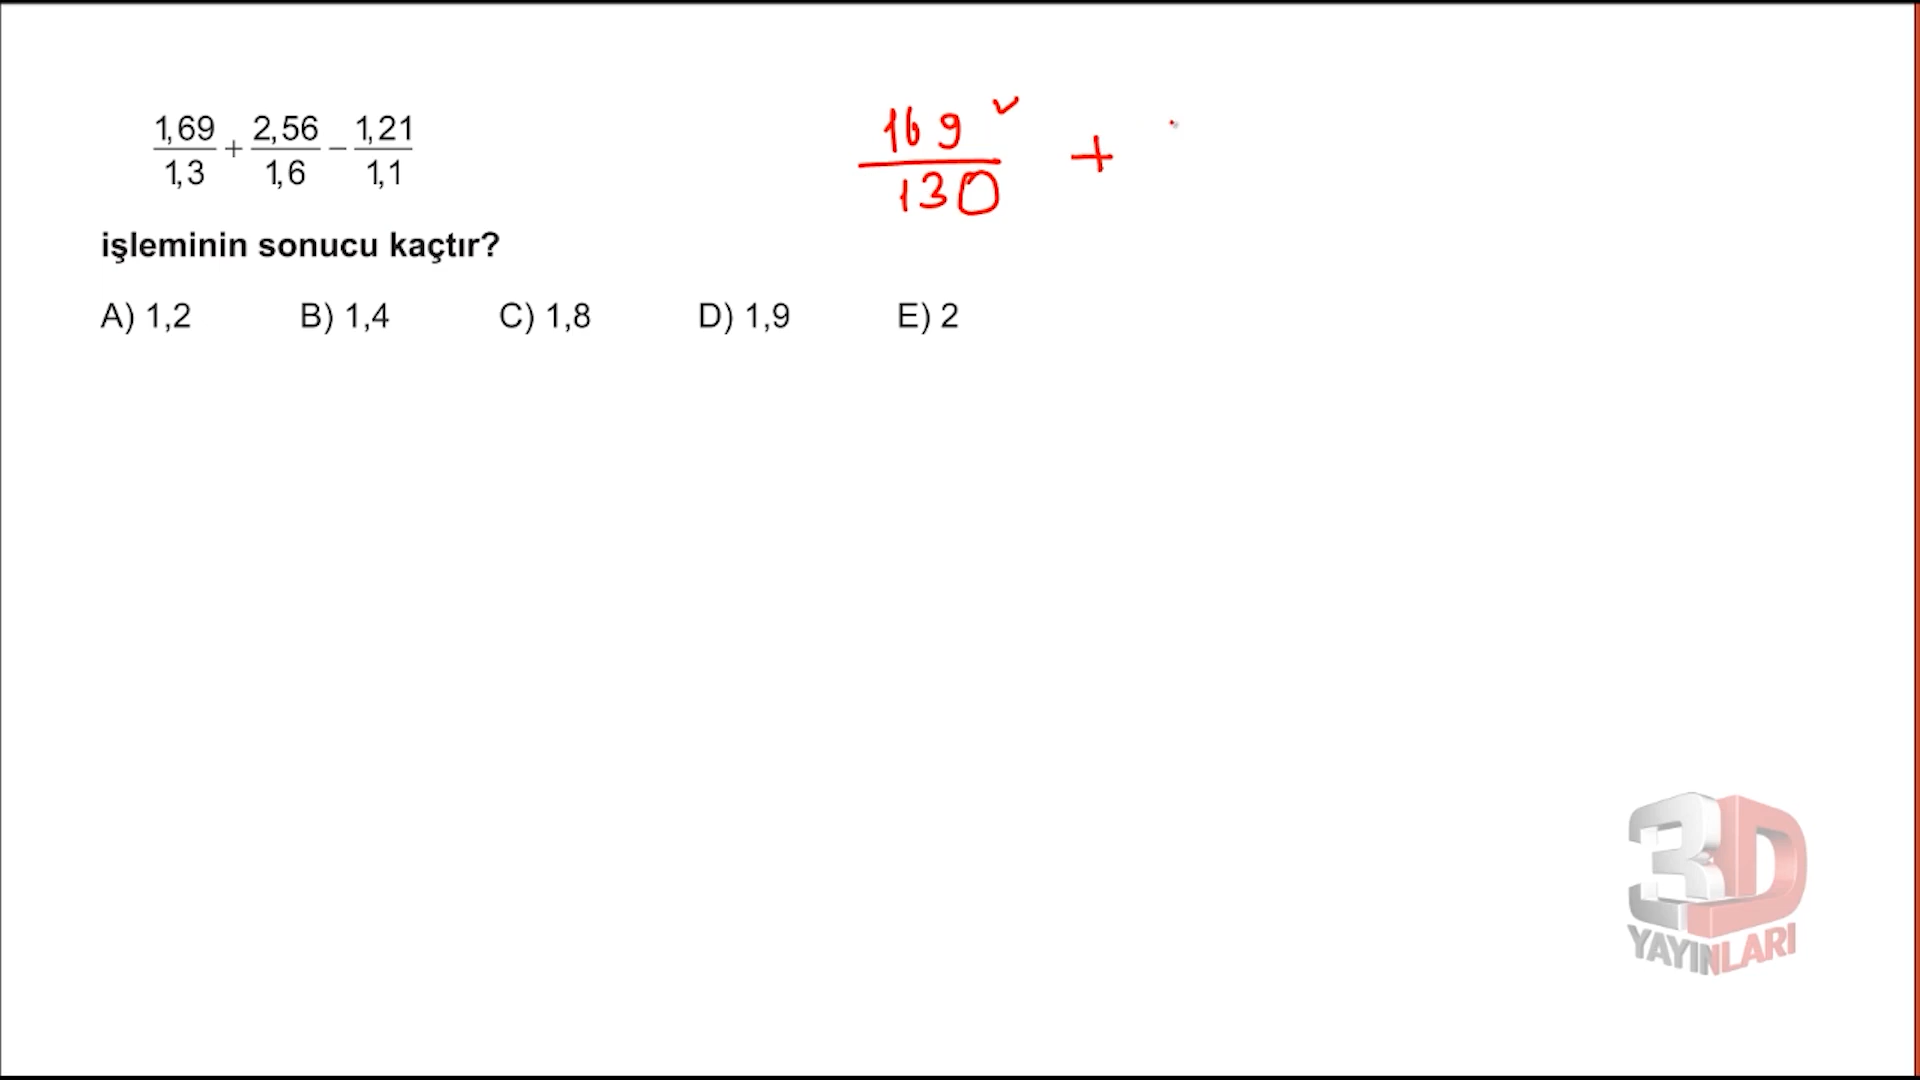 1,69/1,3 + 2,56/1,6 − 1,21/1,1
işleminin sonucu kaçtır?
A) 1,2 B) 1,4 C) 1,8 D) 1,9 E) 2
169/130 +
3D
YAYINLARI